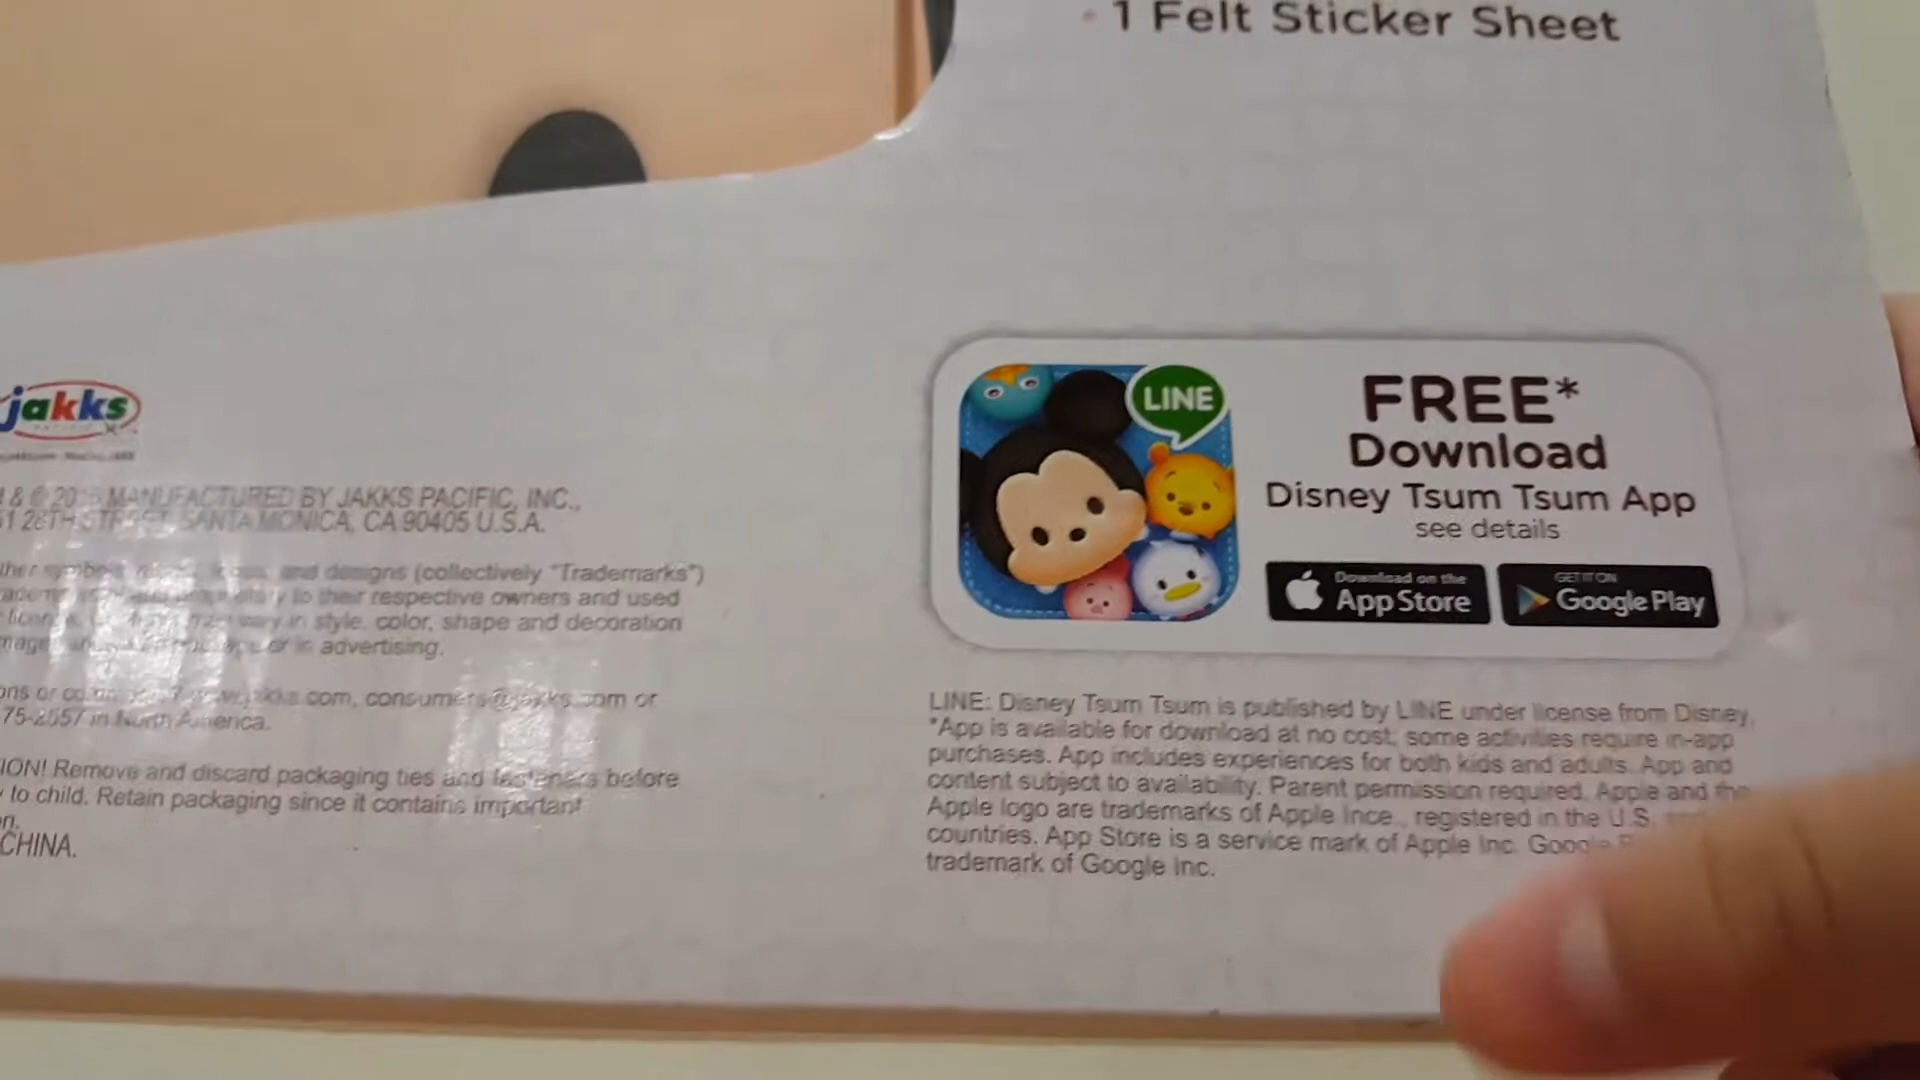 1 Felt Sticker Sheet
jakks
MANUFACTURED BY JAKKS PACIFIC, INC.,
SANTA MONICA, CA 90405 U.S.A.
and designs (collectively "Trademarks")
to their respective owners and used
vary in style, color, shape and decoration
or in advertising.
consumers@jakks.com or
75-2557 in North America.
ION! Remove and discard packaging ties and fasteners before
to child. Retain packaging since it contains important
CHINA.
LINE
FREE*
Download
Disney Tsum Tsum App
see details
Download on the
App Store
GET IT ON
Google Play
LINE: Disney Tsum Tsum is published by LINE under license from Disney.
*App is available for download at no cost; some activities require in-app
purchases. App includes experiences for both kids and adults. App and
content subject to availability. Parent permission required. Apple and the
Apple logo are trademarks of Apple Ince., registered in the U.S.
countries. App Store is a service mark of Apple Inc. Google
trademark of Google Inc.